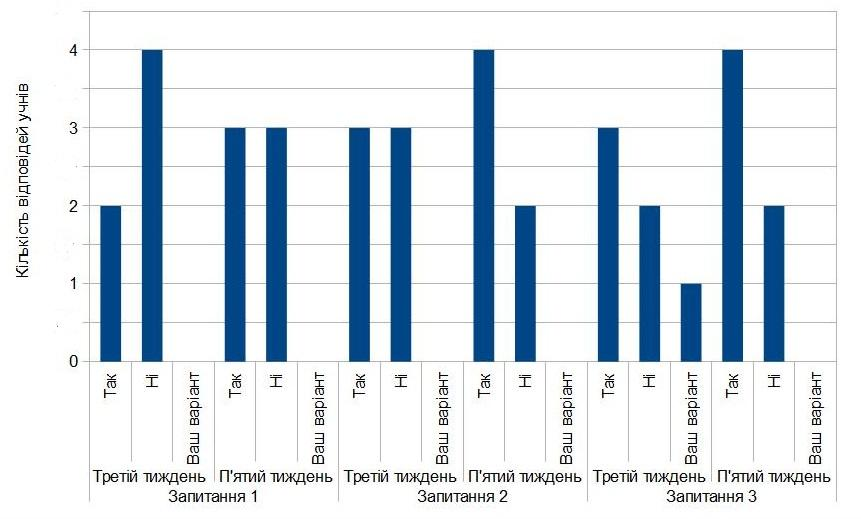 Кількість відповідей учнів
4
3
2
1
0
Так Ні Ваш варіант Так Ні Ваш варіант Так Ні Ваш варіант Так Ні Ваш варіант Так Ні Ваш варіант Так Ні Ваш варіант
Третій тиждень П'ятий тиждень Третій тиждень П'ятий тиждень Третій тиждень П'ятий тиждень
Запитання 1 Запитання 2 Запитання 3